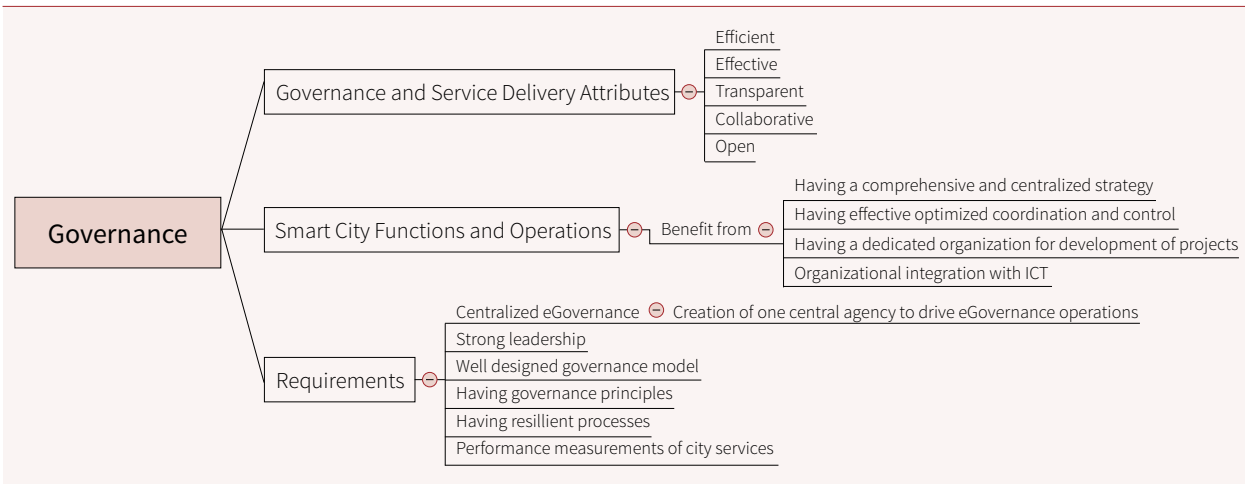 Governance
Governance and Service Delivery Attributes
Efficient
Effective
Transparent
Collaborative
Open
Smart City Functions and Operations
Benefit from
Having a comprehensive and centralized strategy
Having effective optimized coordination and control
Having a dedicated organization for development of projects
Organizational integration with ICT
Requirements
Centralized eGovernance
Creation of one central agency to drive eGovernance operations
Strong leadership
Well designed governance model
Having governance principles
Having resillient processes
Performance measurements of city services